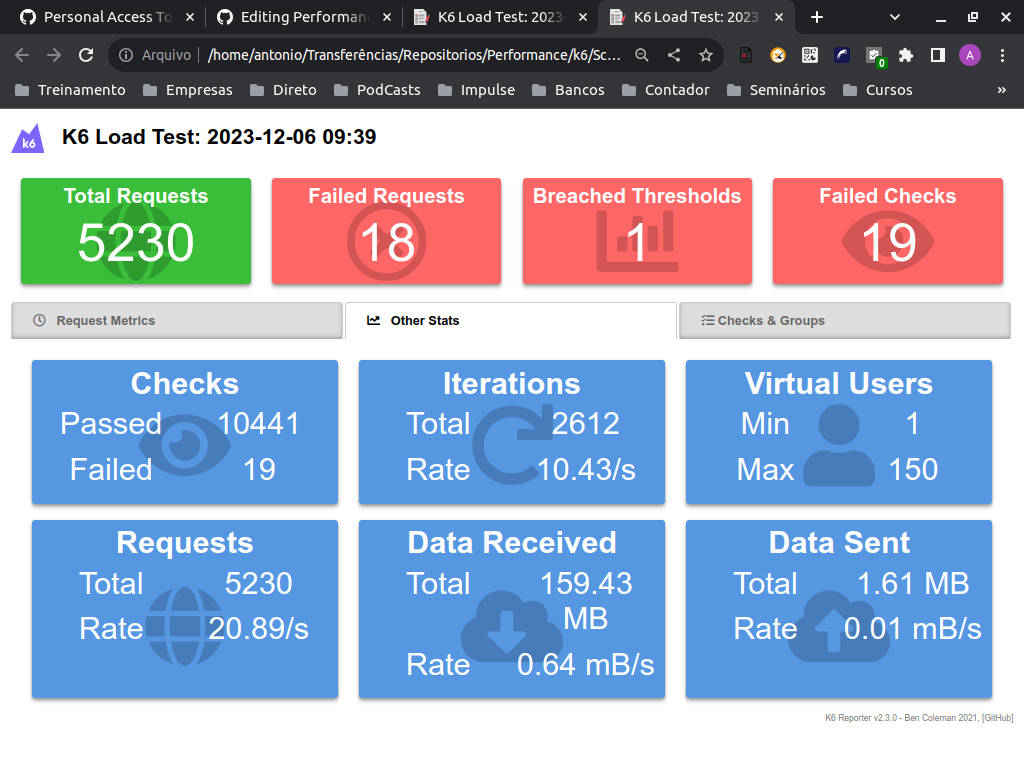 Personal Access To
Editing Performan
K6 Load Test: 2023-
K6 Load Test: 2023-
Arquivo
/home/antonio/Transferências/Repositorios/Performance/k6/Sc...
0
A
Treinamento
Empresas
Direto
PodCasts
Impulse
Bancos
Contador
Seminários
Cursos
»
k6
K6 Load Test: 2023-12-06 09:39
Total Requests
5230
Failed Requests
18
Breached Thresholds
1
Failed Checks
19
Request Metrics
Other Stats
Checks & Groups
Checks
Passed 10441
Failed 19
Iterations
Total 2612
Rate 10.43/s
Virtual Users
Min 1
Max 150
Requests
Total 5230
Rate 20.89/s
Data Received
Total 159.43
MB
Rate 0.64 mB/s
Data Sent
Total 1.61 MB
Rate 0.01 mB/s
K6 Reporter v2.3.0 - Ben Coleman 2021, [GitHub]